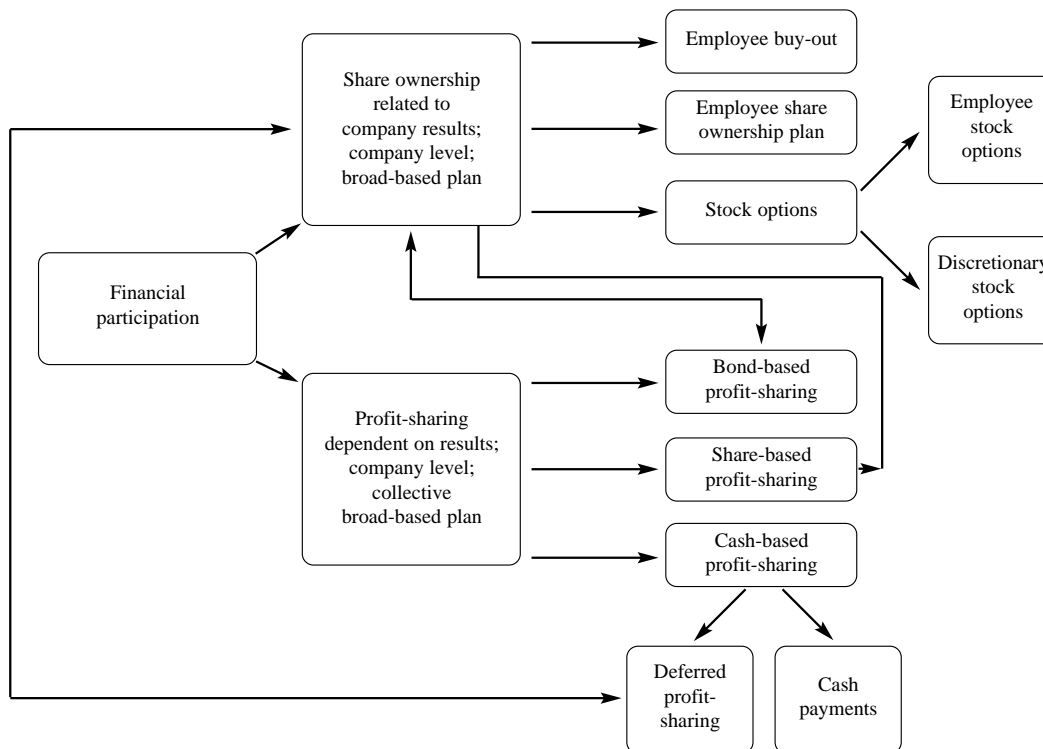 Employee buy-out
Share ownership
related to
company results;
company level;
broad-based plan
Employee share
ownership plan
Employee
stock
options
Stock options
Discretionary
stock
options
Financial
participation
Bond-based
profit-sharing
Profit-sharing
dependent on results;
company level;
collective
broad-based plan
Share-based
profit-sharing
Cash-based
profit-sharing
Deferred
profit-
sharing
Cash
payments